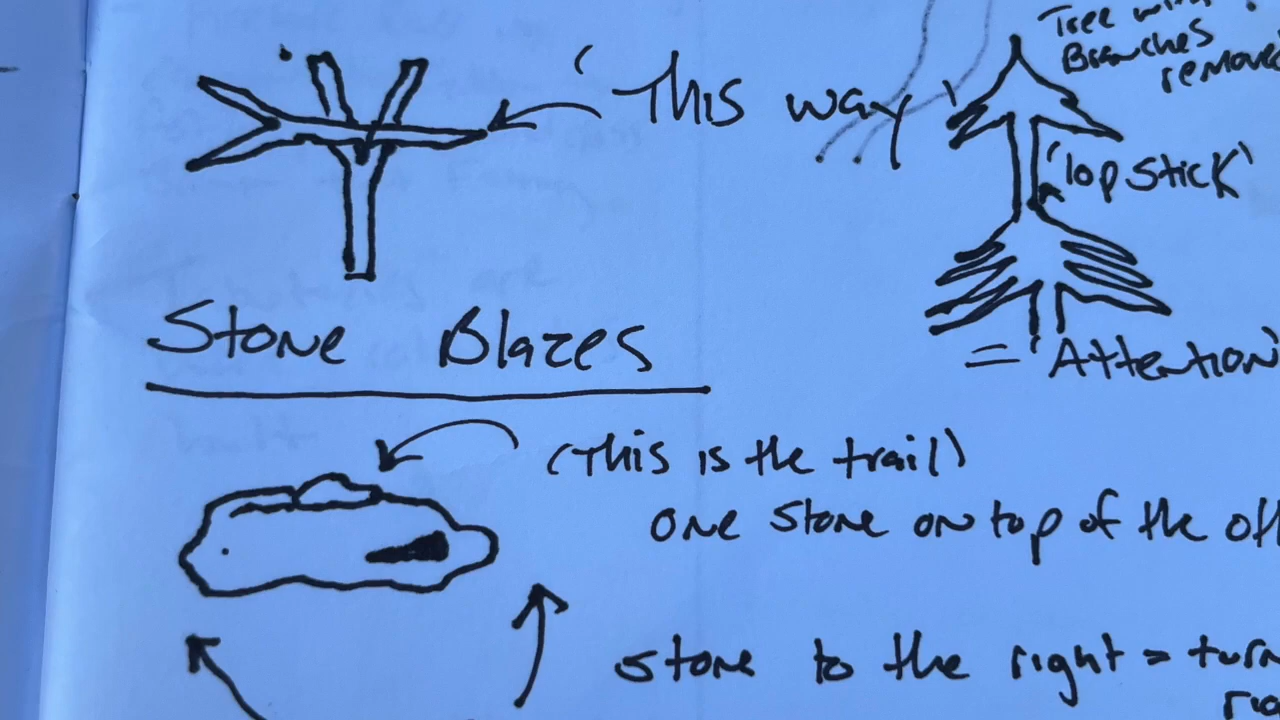 Tree with
Branches
removed
'This way'
'lop stick'
= 'Attention'
Stone Blazes
(This is the trail)
one stone on top of the
stone to the right = turn